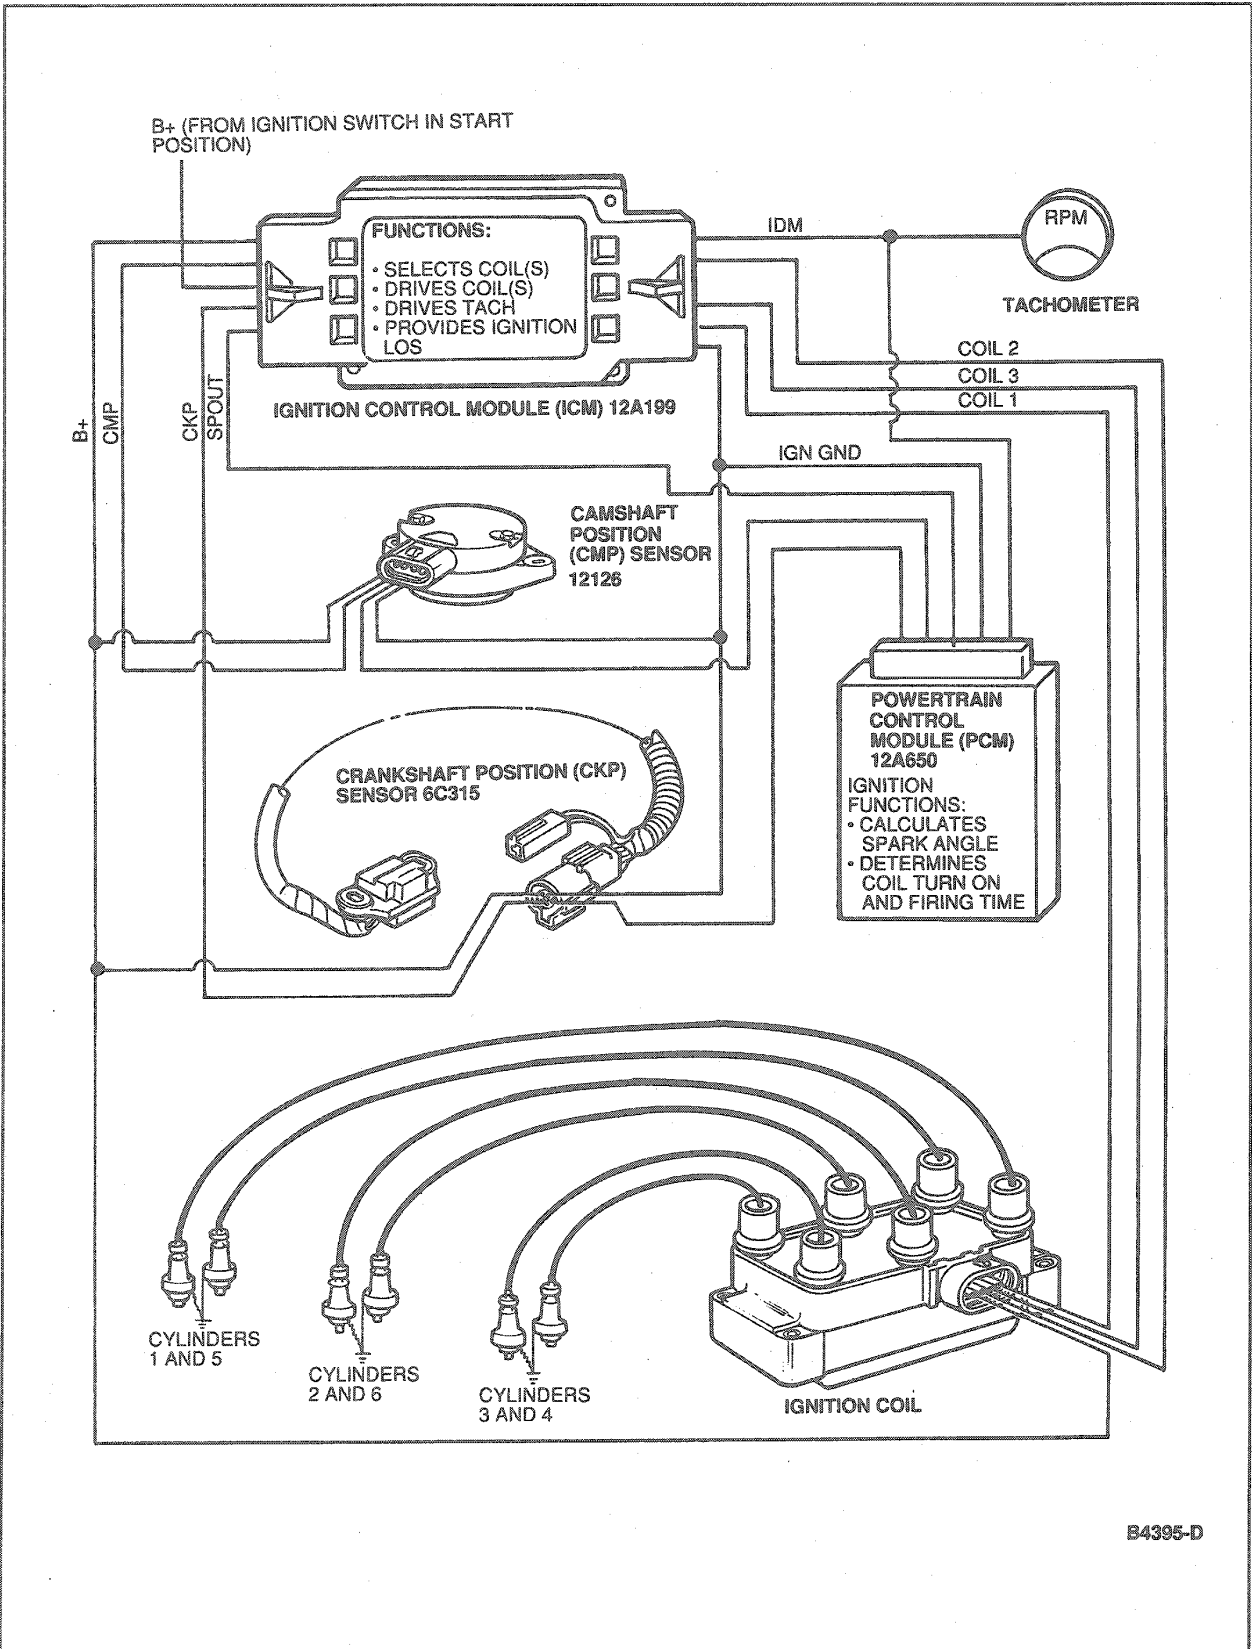 B+ (FROM IGNITION SWITCH IN START
POSITION)
FUNCTIONS:
• SELECTS COIL(S)
• DRIVES COIL(S)
• DRIVES TACH
• PROVIDES IGNITION
LOS
IDM
RPM
TACHOMETER
COIL 2
COIL 3
COIL 1
IGNITION CONTROL MODULE (ICM) 12A199
B+
CMP
CKP
SPOUT
IGN GND
CAMSHAFT
POSITION
(CMP) SENSOR
12126
POWERTRAIN
CONTROL
MODULE (PCM)
12A650
IGNITION
FUNCTIONS:
• CALCULATES
SPARK ANGLE
• DETERMINES
COIL TURN ON
AND FIRING TIME
CRANKSHAFT POSITION (CKP)
SENSOR 6C315
CYLINDERS
1 AND 5
CYLINDERS
2 AND 6
CYLINDERS
3 AND 4
IGNITION COIL
B4395-D